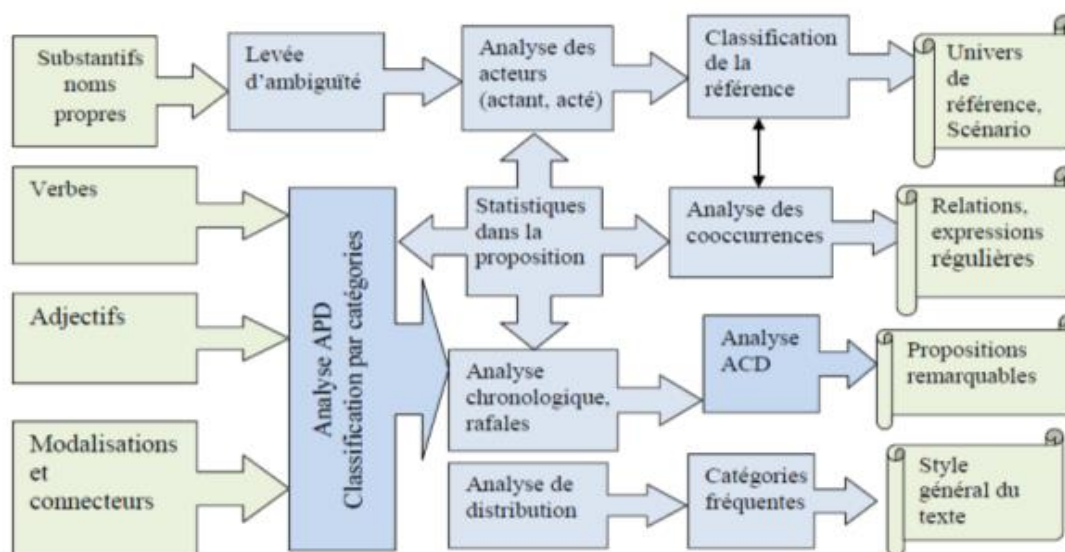 Substantifs
noms
propres
Levée
d'ambiguïté
Analyse des
acteurs
(actant, acté)
Classification
de la
référence
Univers
de
référence,
Scénario
Verbes
Adjectifs
Modalisations
et
connecteurs
Analyse APD
Classification par catégories
Statistiques
dans la
proposition
Analyse des
cooccurrences
Relations,
expressions
régulières
Analyse
chronologique,
rafales
Analyse
ACD
Propositions
remarquables
Analyse de
distribution
Catégories
fréquentes
Style
général du
texte